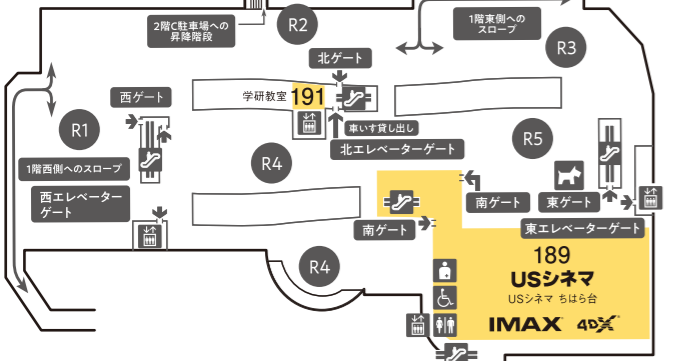 2階C駐車場への
昇降階段
R2
1階東側への
スロープ
R3
北ゲート
西ゲート
学研教室 191
R1
車いす貸し出し
R5
北エレベーターゲート
1階西側へのスロープ
R4
西エレベーター
ゲート
南ゲート
東ゲート
南ゲート
東エレベーターゲート
189
USシネマ
USシネマ ちはら台
R4
IMAX 4DX